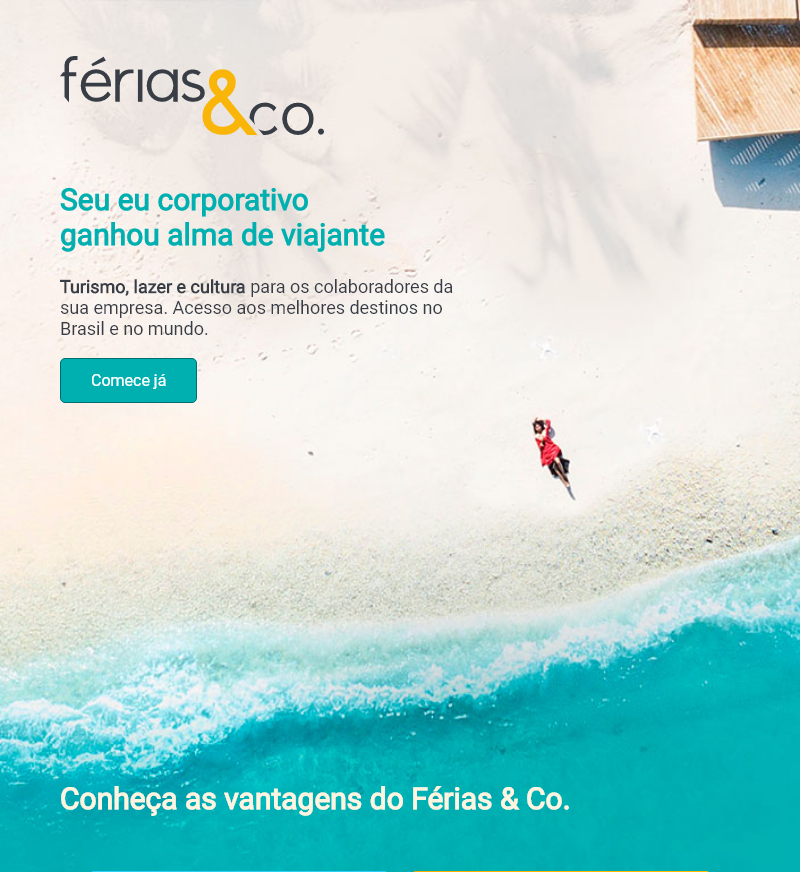 férias&co.
Seu eu corporativo
ganhou alma de viajante
Turismo, lazer e cultura para os colaboradores da
sua empresa. Acesso aos melhores destinos no
Brasil e no mundo.
Comece já
Conheça as vantagens do Férias & Co.